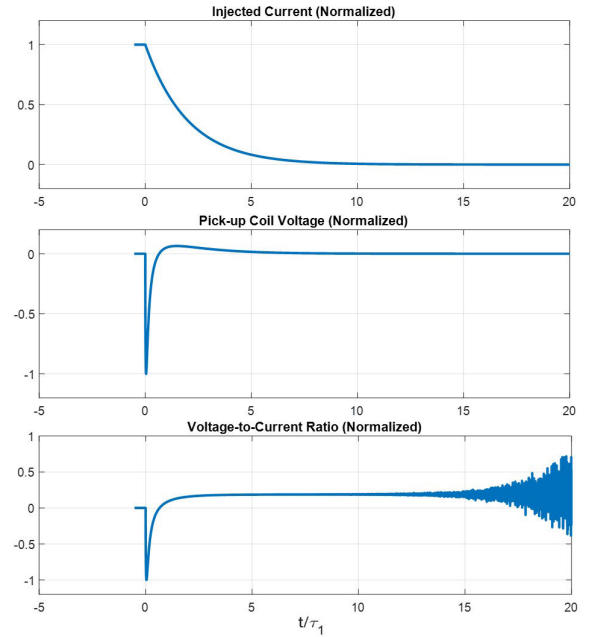 Injected Current (Normalized)
1
0.5
0
-5 0 5 10 15 20
Pick-up Coil Voltage (Normalized)
0
-0.5
-1
-5 0 5 10 15 20
Voltage-to-Current Ratio (Normalized)
1
0.5
0
-0.5
-1
-5 0 5 10 15 20
t/τ₁